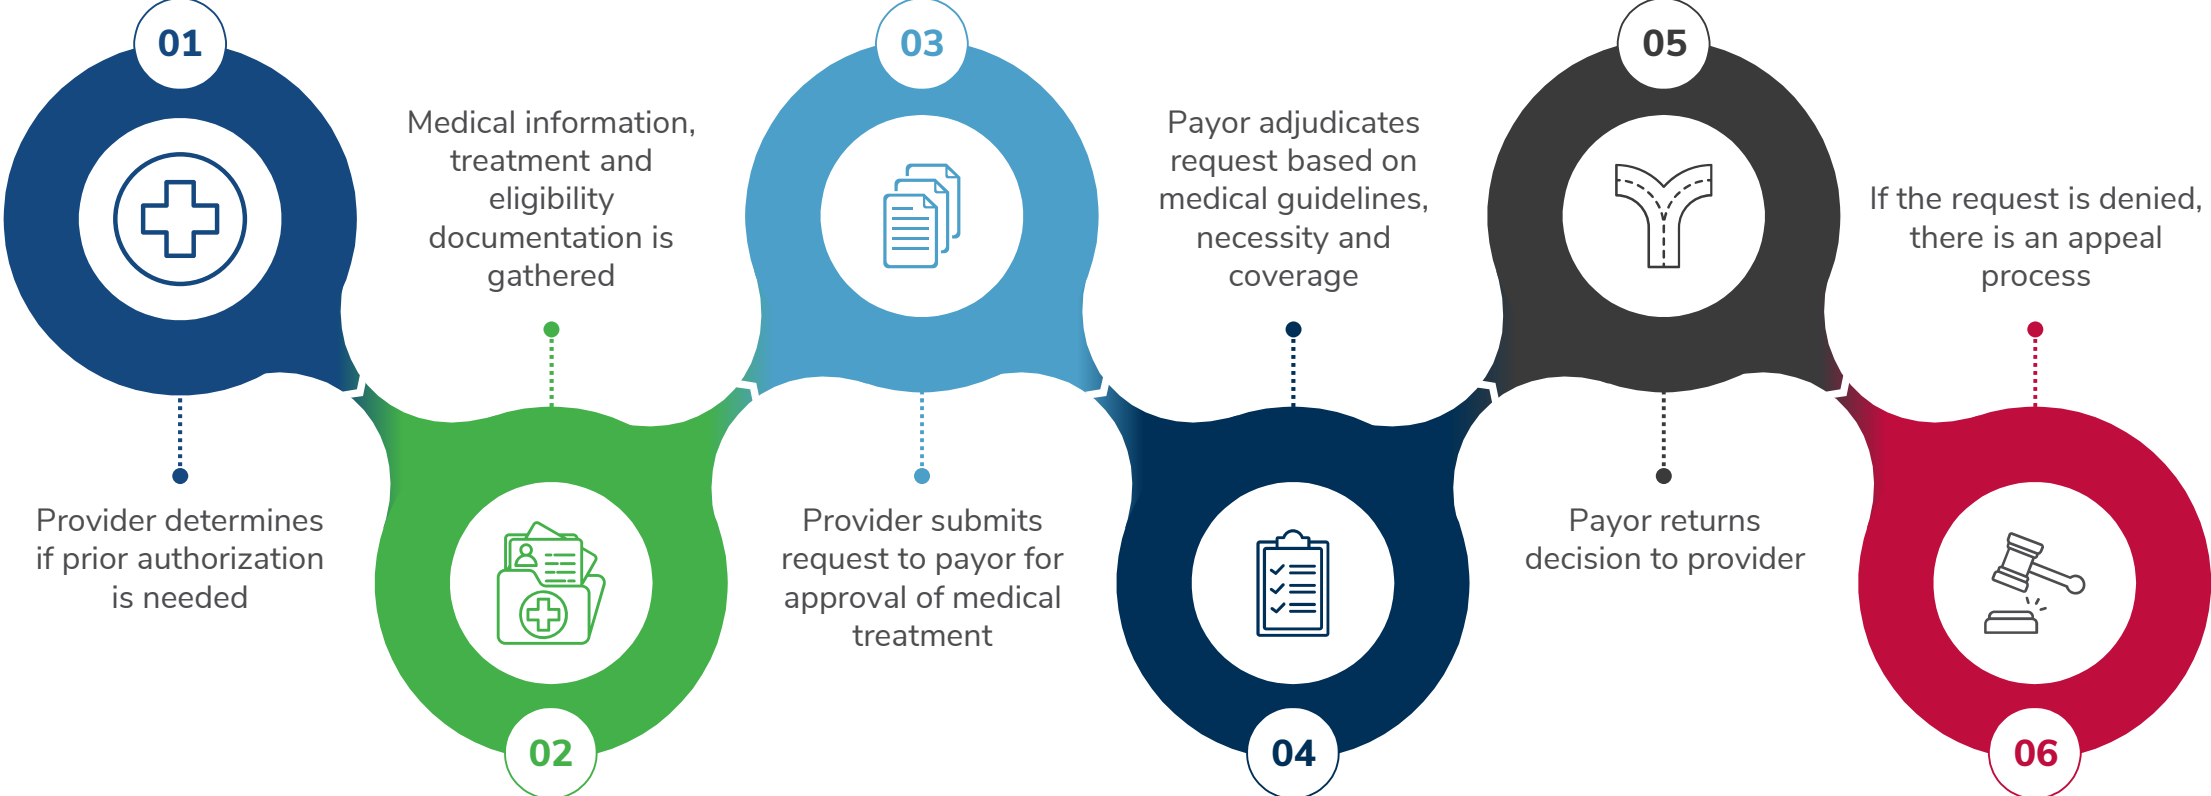 01
Provider determines
if prior authorization
is needed
Medical information,
treatment and
eligibility
documentation is
gathered
02
03
Provider submits
request to payor for
approval of medical
treatment
Payor adjudicates
request based on
medical guidelines,
necessity and
coverage
04
05
Payor returns
decision to provider
If the request is denied,
there is an appeal
process
06